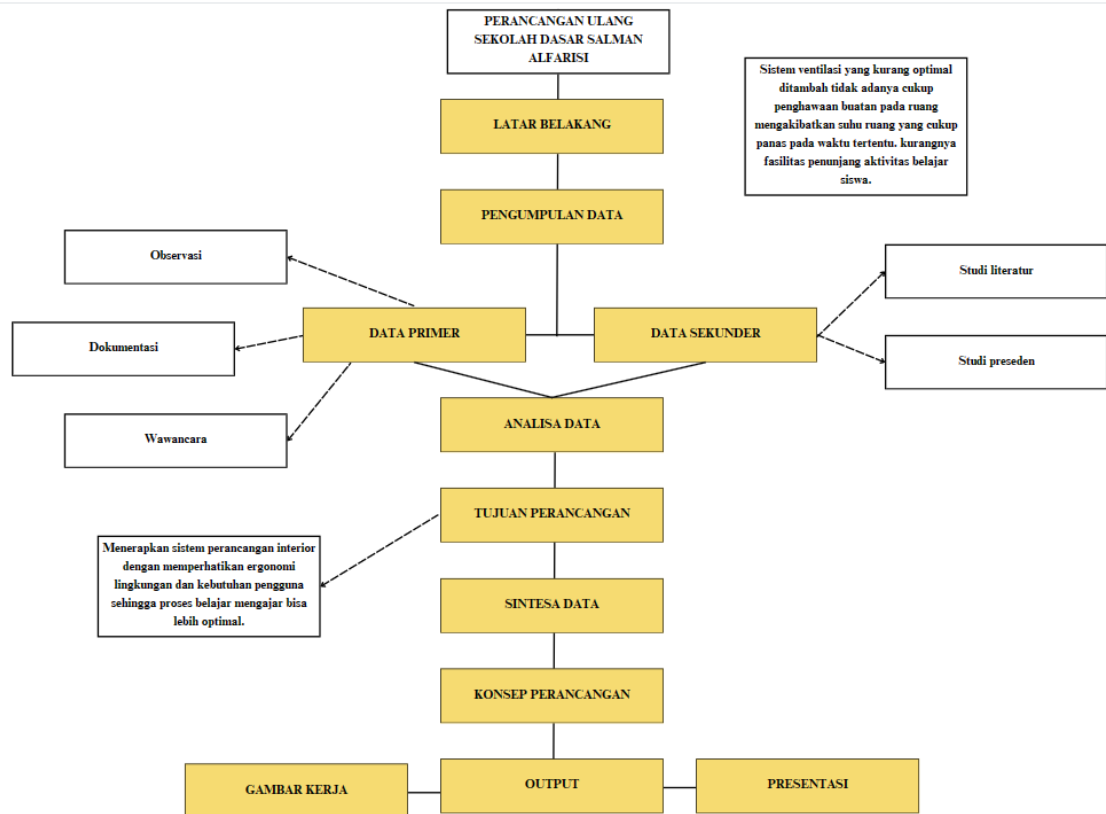 PERANCANGAN ULANG
SEKOLAH DASAR SALMAN
ALFARISI
Sistem ventilasi yang kurang optimal
ditambah tidak adanya cukup
penghawaan buatan pada ruang
mengakibatkan suhu ruang yang cukup
panas pada waktu tertentu. kurangnya
fasilitas penunjang aktivitas belajar
siswa.
LATAR BELAKANG
PENGUMPULAN DATA
Observasi
Studi literatur
DATA PRIMER
DATA SEKUNDER
Dokumentasi
Studi preseden
Wawancara
ANALISA DATA
TUJUAN PERANCANGAN
Menerapkan sistem perancangan interior
dengan memperhatikan ergonomi
lingkungan dan kebutuhan pengguna
sehingga proses belajar mengajar bisa
lebih optimal.
SINTESA DATA
KONSEP PERANCANGAN
GAMBAR KERJA
OUTPUT
PRESENTASI